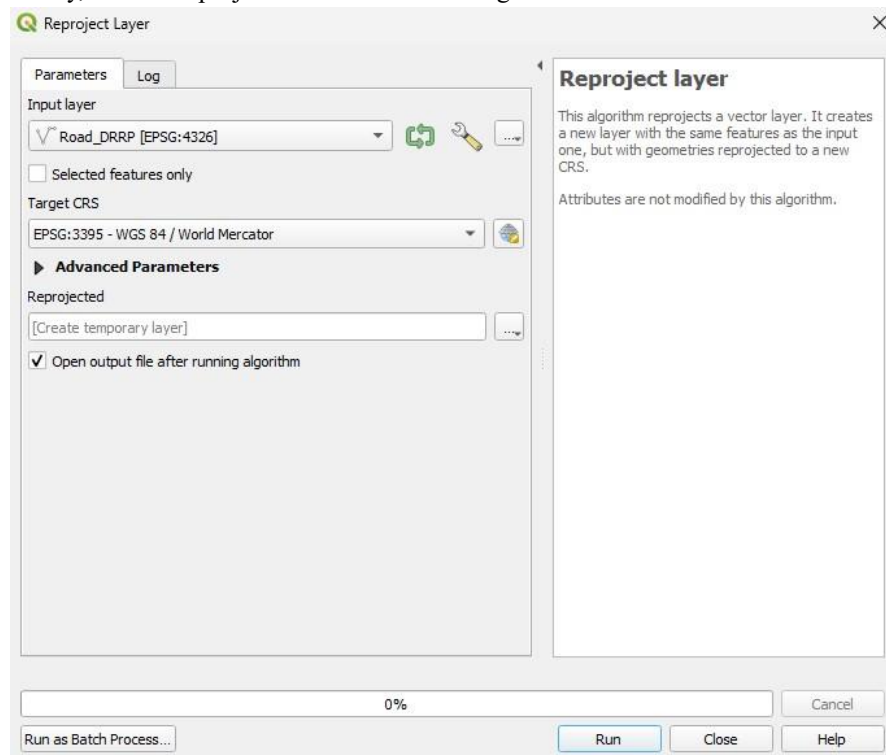 Reproject Layer
Parameters
Log
Input layer
Road_DRRP [EPSG:4326]
Selected features only
Target CRS
EPSG:3395 - WGS 84 / World Mercator
Advanced Parameters
Reprojected
[Create temporary layer]
Open output file after running algorithm
Reproject layer
This algorithm reprojects a vector layer. It creates
a new layer with the same features as the input
one, but with geometries reprojected to a new
CRS.
Attributes are not modified by this algorithm.
0%
Cancel
Run as Batch Process...
Run
Close
Help